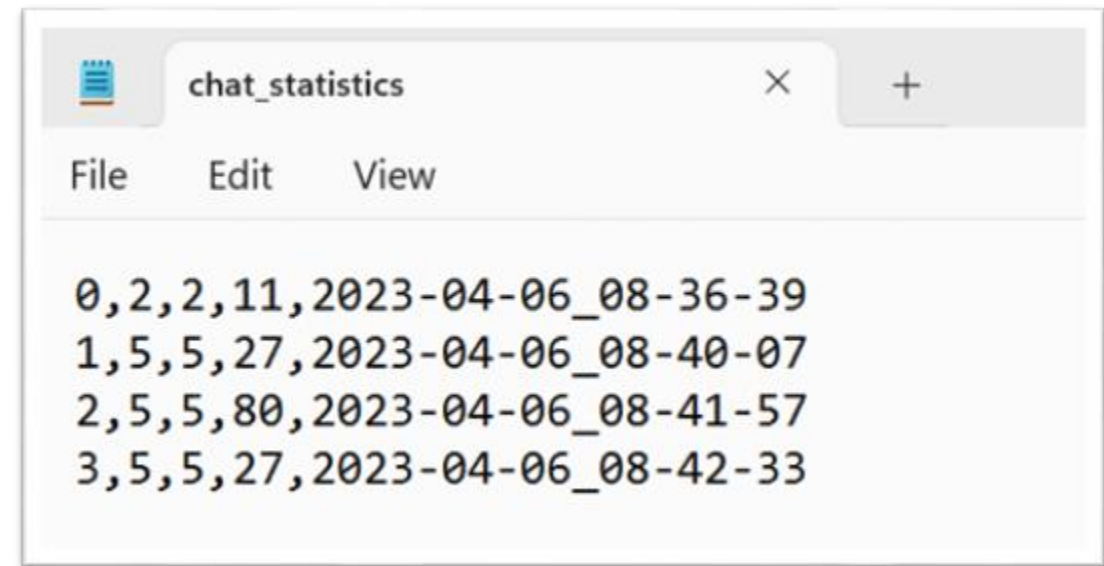 chat_statistics
File Edit View
0,2,2,11,2023-04-06_08-36-39
1,5,5,27,2023-04-06_08-40-07
2,5,5,80,2023-04-06_08-41-57
3,5,5,27,2023-04-06_08-42-33